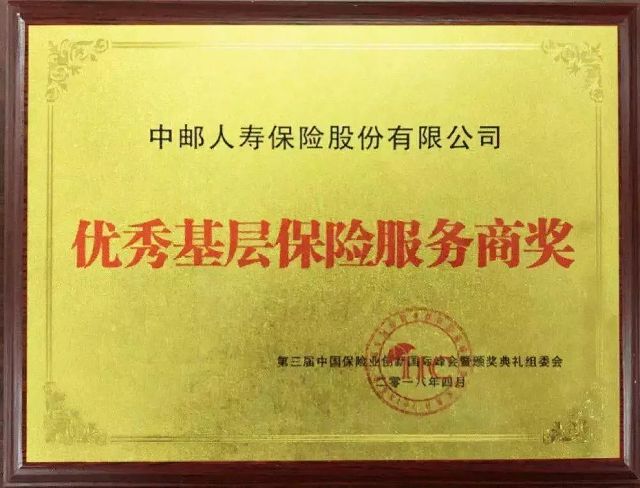 中邮人寿保险股份有限公司
优秀基层保险服务商奖
第三届中国保险业创新国际峰会暨颁奖典礼组委会
二零一八年四月